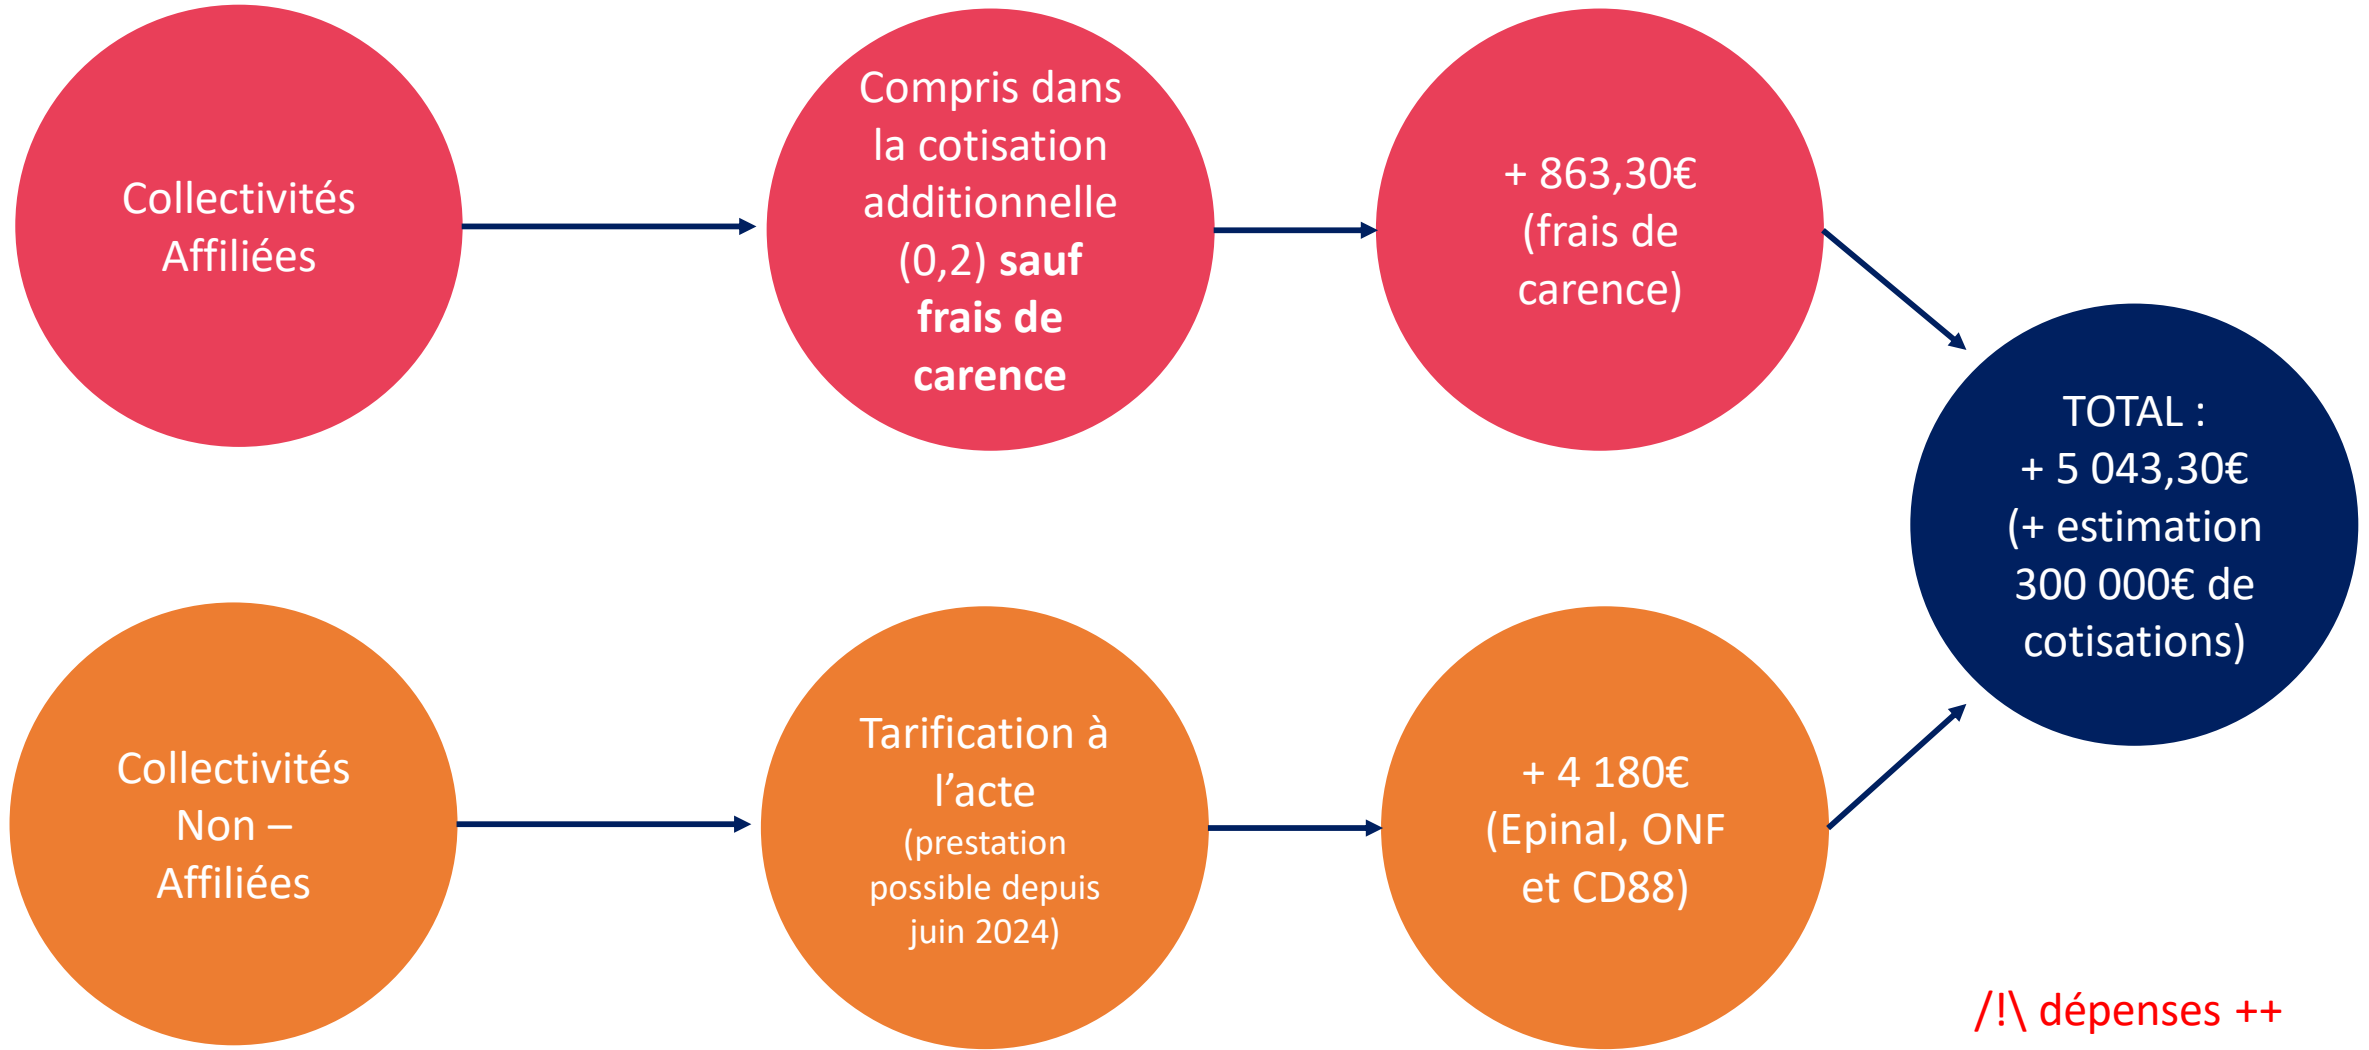 Collectivités
Affiliées
Compris dans
la cotisation
additionnelle
(0,2) sauf
frais de
carence
+ 863,30€
(frais de
carence)
TOTAL :
+ 5 043,30€
(+ estimation
300 000€ de
cotisations)
Collectivités
Non –
Affiliées
Tarification à
l’acte
(prestation
possible depuis
juin 2024)
+ 4 180€
(Epinal, ONF
et CD88)
/!\ dépenses ++